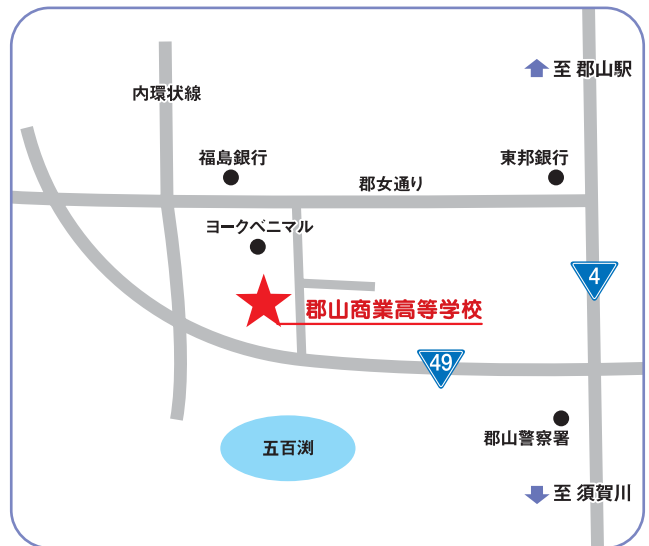 至 郡山駅
内環状線
福島銀行
東邦銀行
郡女通り
ヨークベニマル
4
郡山商業高等学校
49
郡山警察署
五百渕
至 須賀川